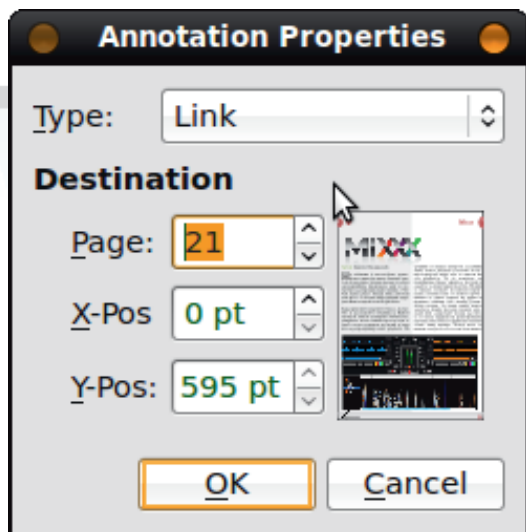 Annotation Properties
Type: Link
Destination
Page: 21
MIXXX
X-Pos 0 pt
Y-Pos: 595 pt
OK Cancel